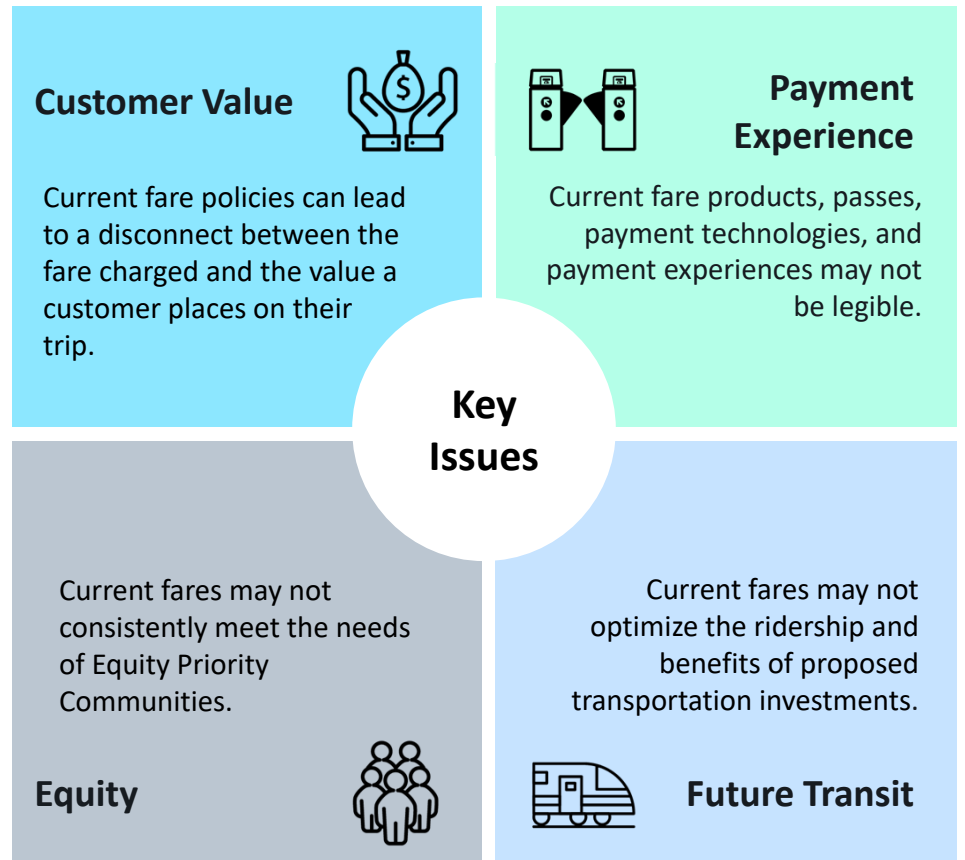 Customer Value
$
Current fare policies can lead
to a disconnect between the
fare charged and the value a
customer places on their
trip.
Payment
Experience
Current fare products, passes,
payment technologies, and
payment experiences may not
be legible.
Key
Issues
Current fares may not
consistently meet the needs
of Equity Priority
Communities.
Equity
Current fares may not
optimize the ridership and
benefits of proposed
transportation investments.
Future Transit